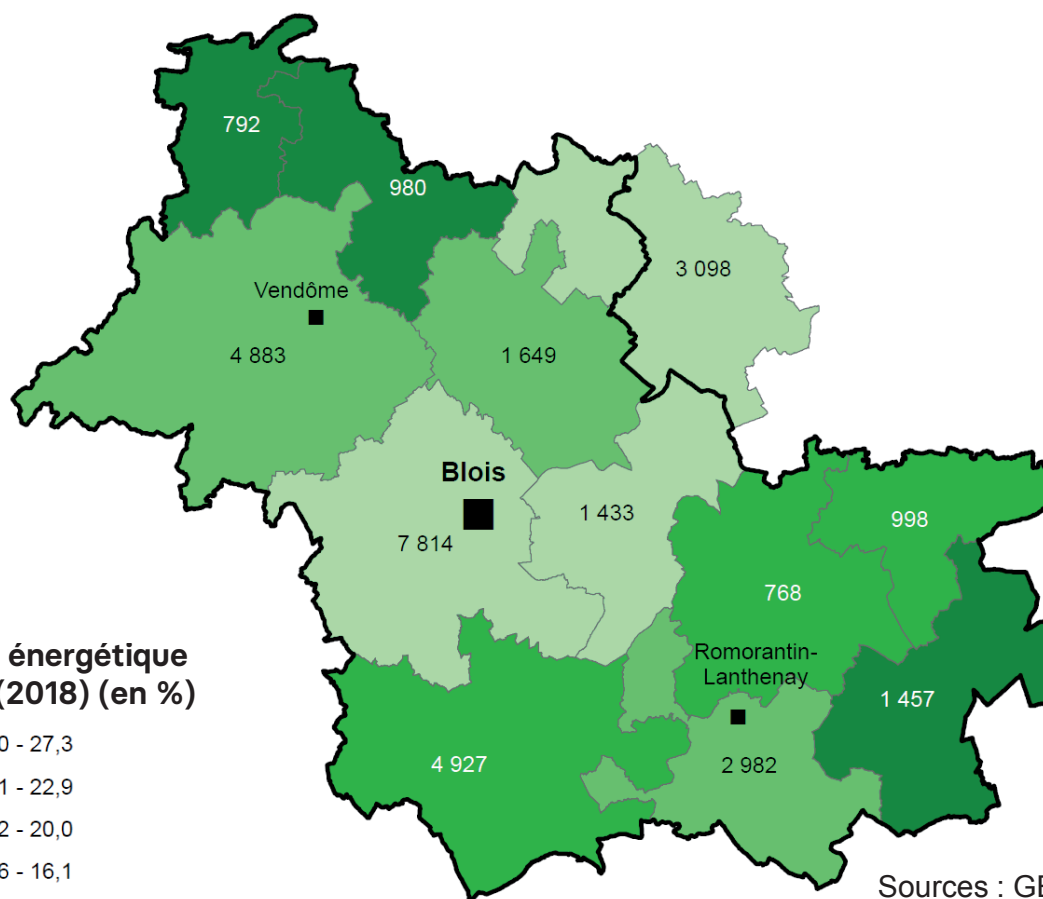 792
980
3 098
Vendôme
4 883
1 649
Blois
7 814
1 433
998
768
Romorantin-
Lanthenay
1 457
4 927
2 982
énergétique
(2018) (en %)
0 - 27,3
1 - 22,9
2 - 20,0
6 - 16,1
Sources : GE